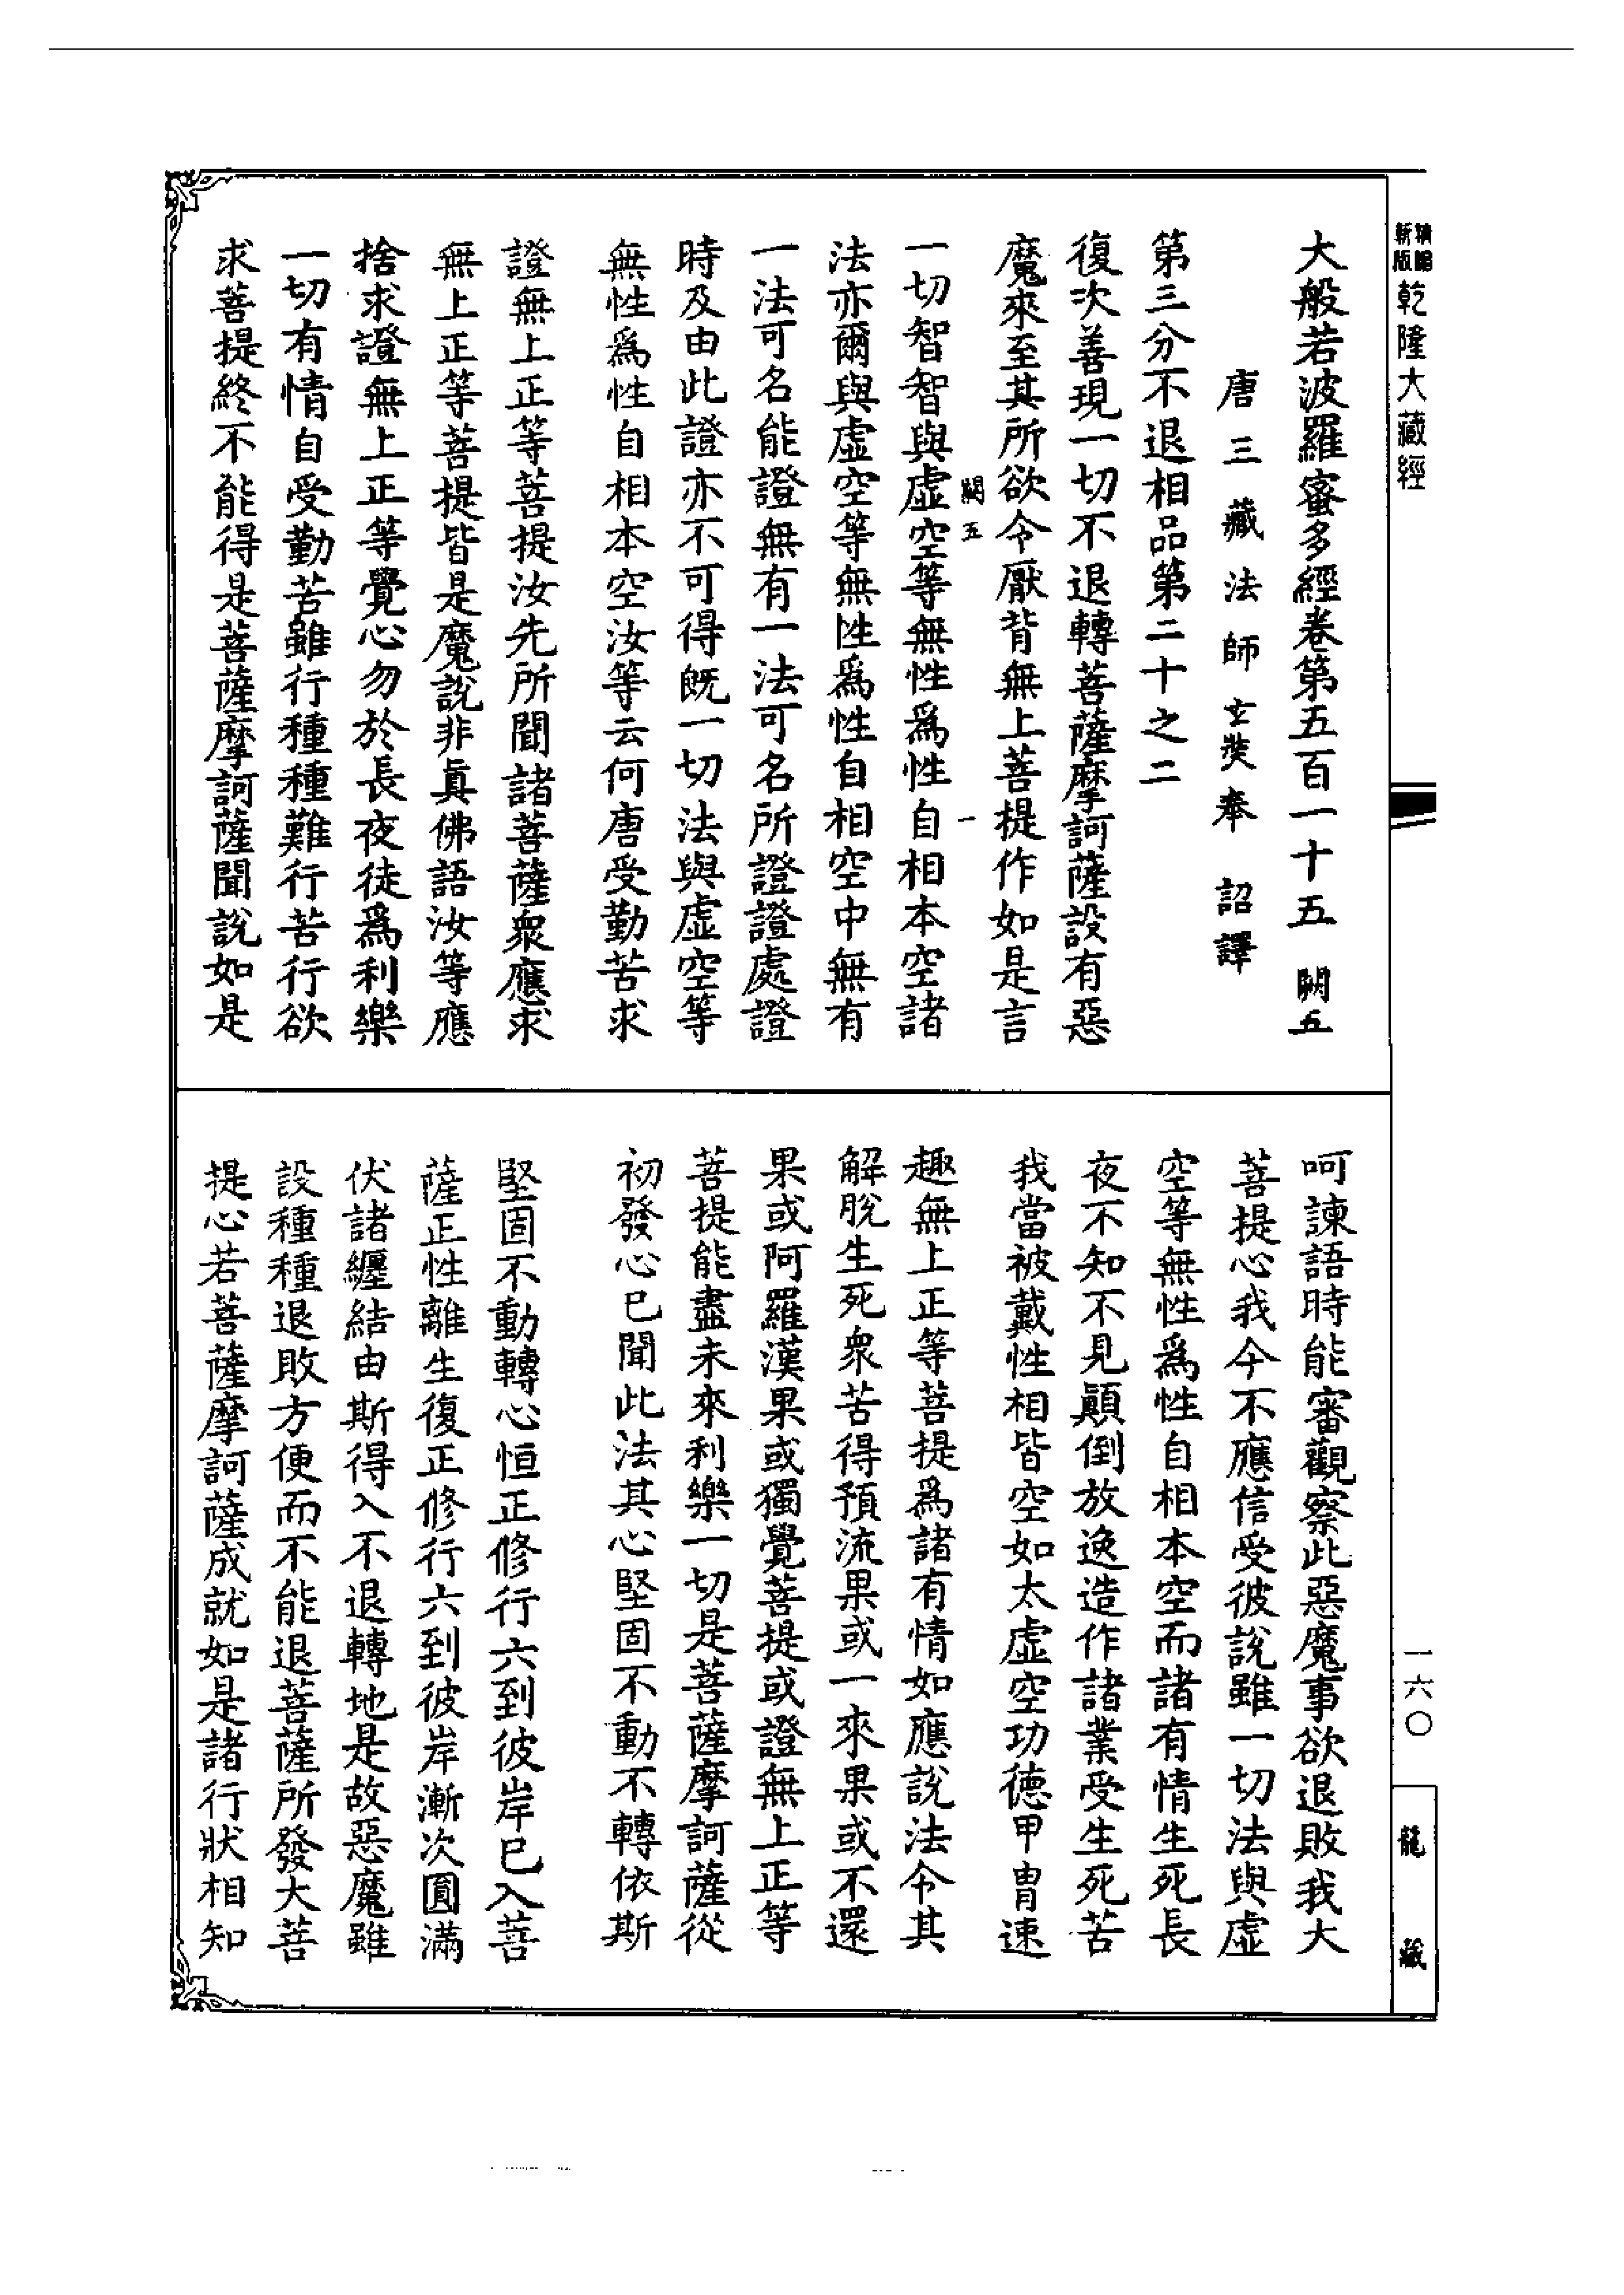 新版
精編
乾隆大藏經
大般若波羅蜜多經卷第五百一十五 闕五
唐三藏法師玄奘奉 詔譯
第三分不退相品第二十之二
復次善現一切不退轉菩薩摩訶薩設有惡
魔來至其所欲令厭背無上菩提作如是言
闕五 一
一切智智與虛空等無性爲性自相本空諸
法亦爾與虛空等無性爲性自相空中無有
一法可名能證無有一法可名所證證處證
時及由此證亦不可得既一切法與虛空等
無性爲性自相本空汝等云何唐受勤苦求
證無上正等菩提汝先所聞諸菩薩衆應求
無上正等菩提皆是魔說非真佛語汝等應
捨求證無上正等覺心勿於長夜徒爲利樂
一切有情自受勤苦雖行種種難行苦行欲
求菩提終不能得是菩薩摩訶薩聞說如是
呵諫語時能審觀察此惡魔事欲退敗我大
菩提心我今不應信受彼說雖一切法與虛
空等無性爲性自相本空而諸有情生死長
夜不知不見顛倒放逸造作諸業受生死苦
我當被戴性相皆空如太虛空功德甲冑速
趣無上正等菩提爲諸有情如應說法令其
解脫生死衆苦得預流果或一來果或不還
果或阿羅漢果或獨覺菩提或證無上正等
菩提能盡未來利樂一切是菩薩摩訶薩從
初發心已聞此法其心堅固不動不轉依斯
堅固不動轉心恒正修行六到彼岸已入菩
薩正性離生復正修行六到彼岸漸次圓滿
伏諸纏結由斯得入不退轉地是故惡魔雖
設種種退敗方便而不能退菩薩所發大菩
提心若菩薩摩訶薩成就如是諸行狀相知
一六〇
龍藏